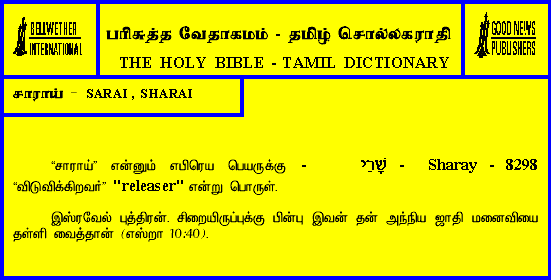 BELLWETHER
INTERNATIONAL
பரிசுத்த வேதாகமம் - தமிழ் சொல்லகராதி
THE HOLY BIBLE - TAMIL DICTIONARY
GOOD NEWS
PUBLISHERS
சாராய் - SARAI , SHARAI
“சாராய்” என்னும் எபிரெய பெயருக்கு - שָׁרַי - Sharay - 8298
“விடுவிக்கிறவர்” "releaser" என்று பொருள்.
இஸ்ரவேல் புத்திரன். சிறையிருப்புக்கு பின்பு இவன் தன் அந்நிய ஜாதி மனைவியை
தள்ளி வைத்தான் (எஸ்றா 10:40).